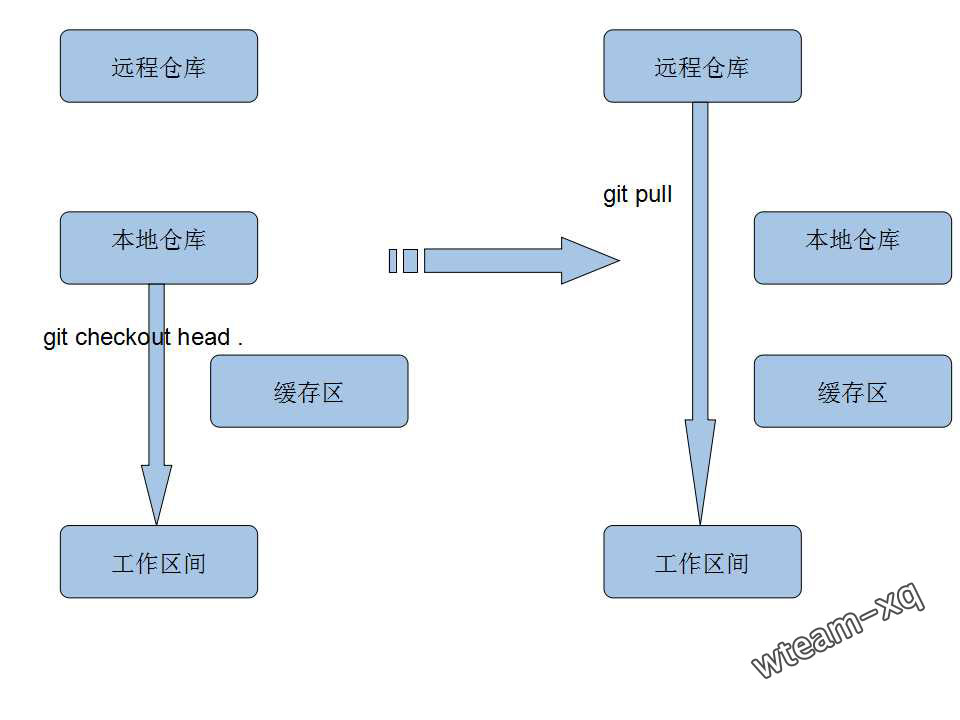 远程仓库
远程仓库
git pull
本地仓库
本地仓库
git checkout head .
缓存区
缓存区
工作区间
工作区间
wteam-xq